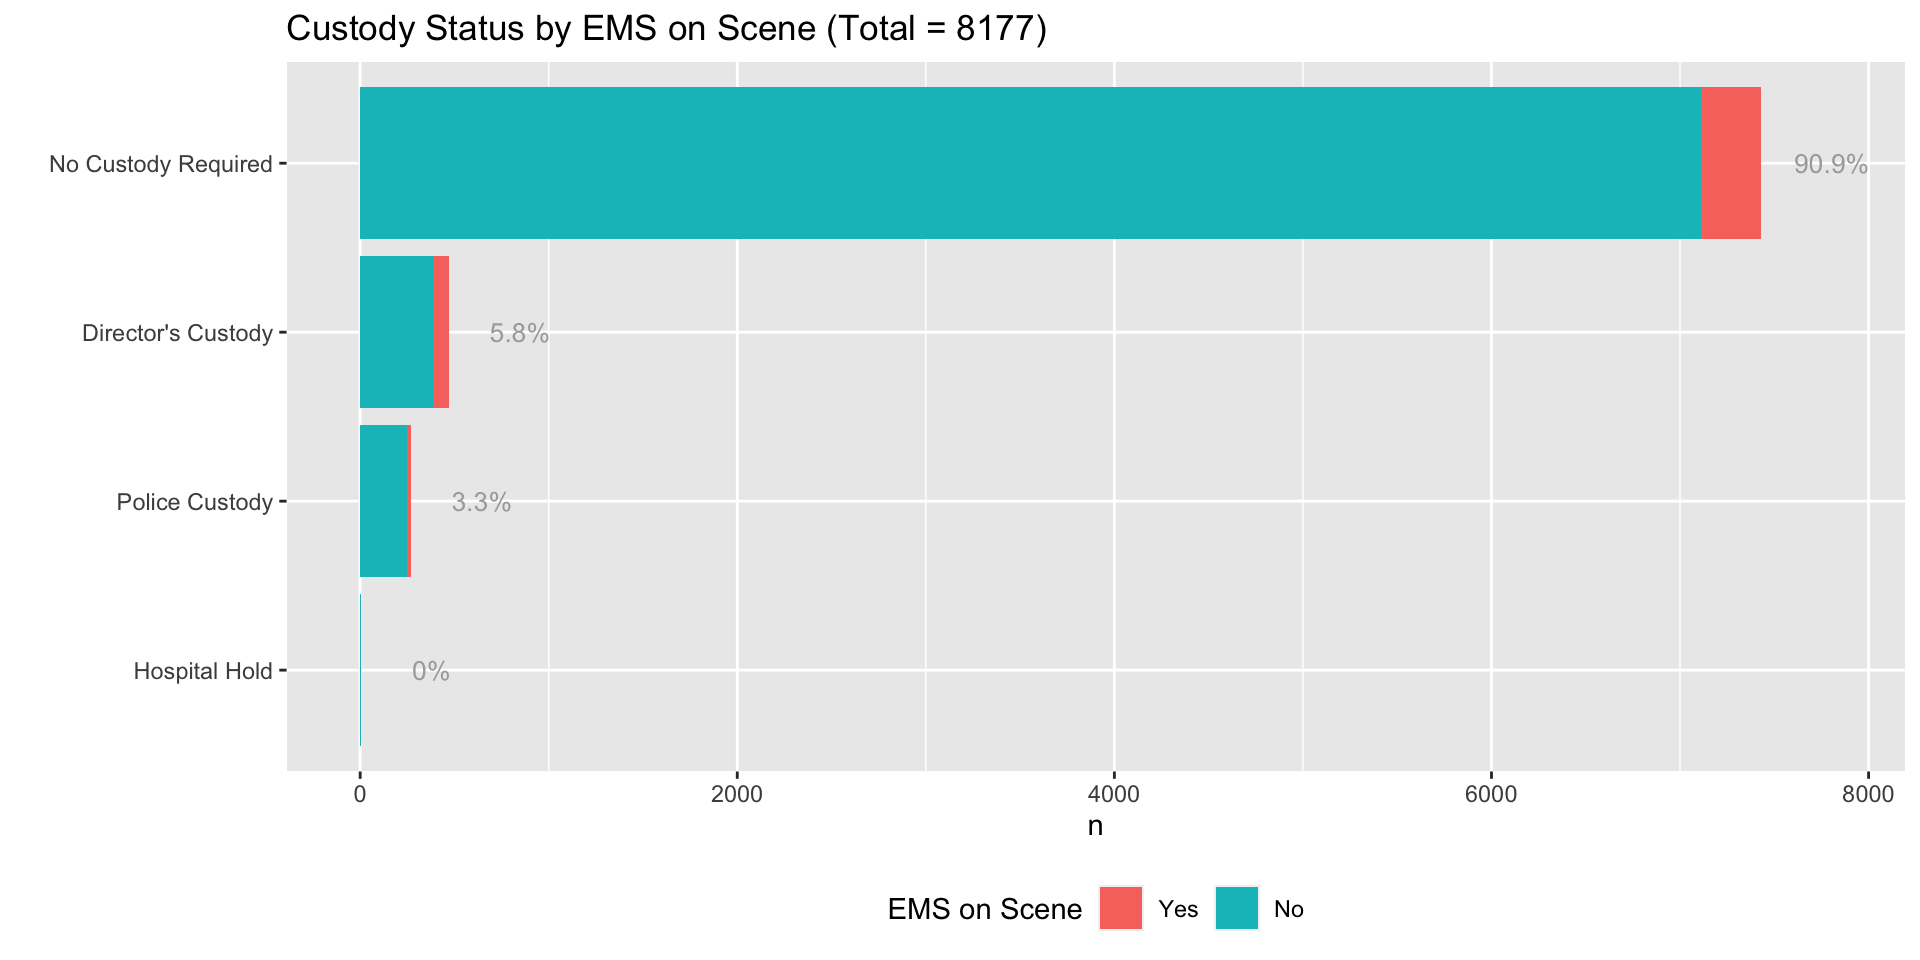 Custody Status by EMS on Scene (Total = 8177)
No Custody Required
90.9%
Director's Custody
5.8%
Police Custody
3.3%
Hospital Hold
0%
0 2000 4000 6000 8000
n
EMS on Scene Yes No